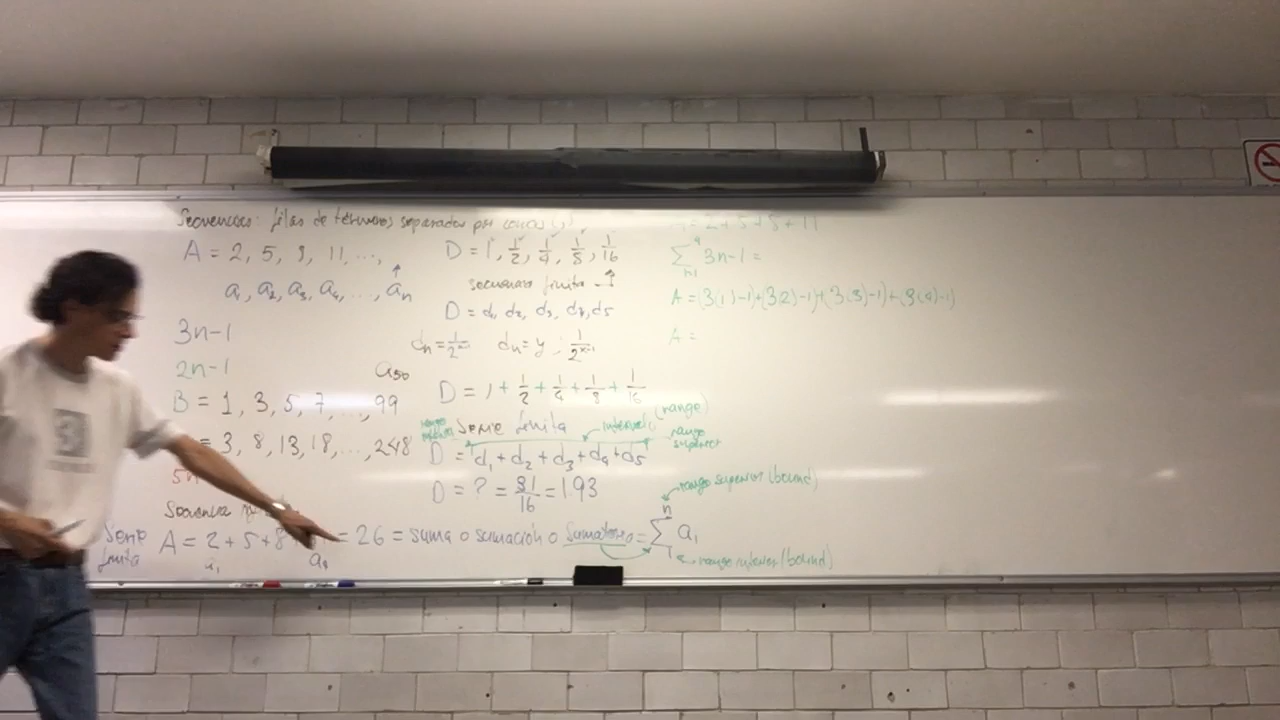 Secuencias: filas de términos separados por comas (,)
A = 2, 5, 8, 11, ...,
a₁, a₂, a₃, a₄, ..., aₙ
3n-1
2n-1
a₅₀
B = 1, 3, 5, 7, ..., 99
= 3, 8, 13, 18, ..., 248
5n
Secuencia
Serie finita
A = 2 + 5 + 8
a₁ a₄
= 26 = suma o sumación o Sumatoria = Σ aᵢ
n
D = 1, 1/2, 1/4, 1/8, 1/16
secuencia finita
D = d₁, d₂, d₃, d₄, d₅
dₙ = y
D = 1 + 1/2 + 1/4 + 1/8 + 1/16
Serie finita
intervalo (range)
rango superior
D = d₁ + d₂ + d₃ + d₄ + d₅
D = ? = 31/16 = 1.93
rango superior (bound)
rango inferior (bound)
= 2 + 5 + 8 + 11
Σ 3n-1 =
4
n=1
A = (3(1)-1)+(3(2)-1)+(3(3)-1)+(3(4)-1)
A =